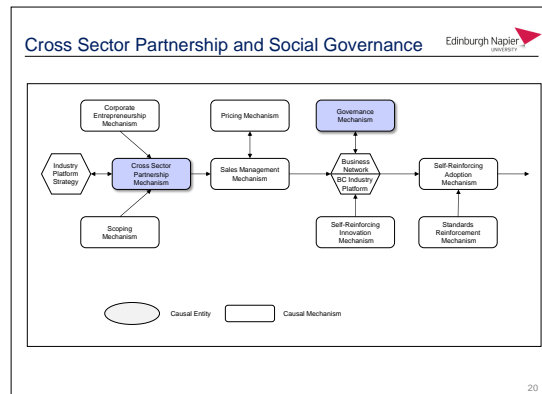 Cross Sector Partnership and Social Governance
Edinburgh Napier
UNIVERSITY
Corporate
Entrepreneurship
Mechanism
Pricing Mechanism
Governance
Mechanism
Industry
Platform
Strategy
Cross Sector
Partnership
Mechanism
Sales Management
Mechanism
Business
Network
BC Industry
Platform
Self-Reinforcing
Adoption
Mechanism
Scoping
Mechanism
Self-Reinforcing
Innovation
Mechanism
Standards
Reinforcement
Mechanism
Causal Entity
Causal Mechanism
20